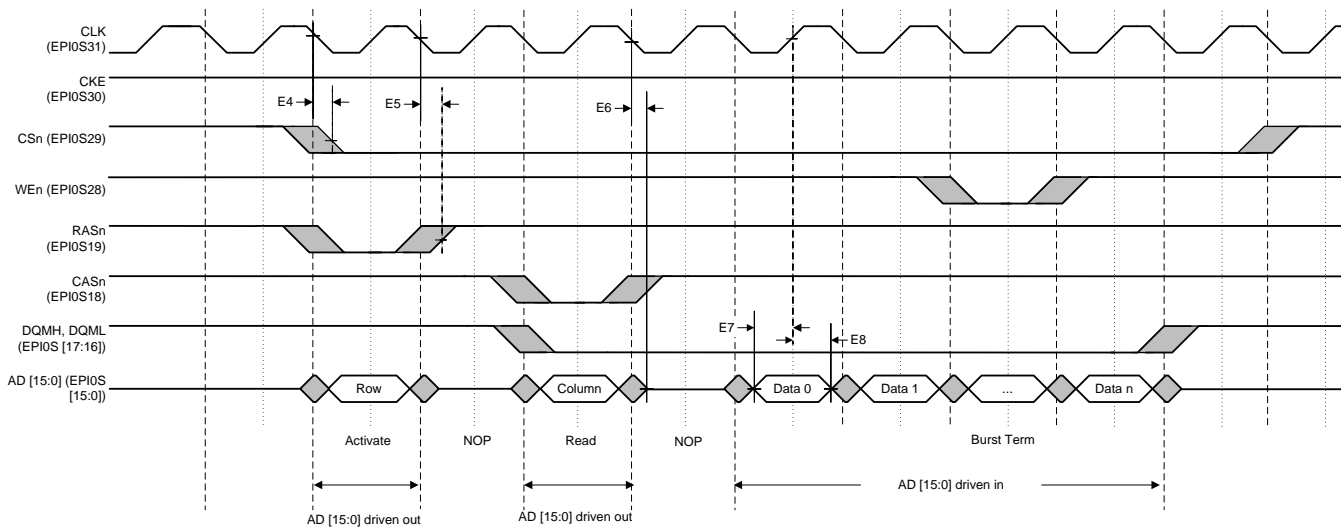 CLK
(EPI0S31)
CKE
(EPI0S30)
E4
E5
E6
CSn (EPI0S29)
WEn (EPI0S28)
RASn
(EPI0S19)
CASn
(EPI0S18)
DQMH, DQML
(EPI0S [17:16])
E7
E8
AD [15:0] (EPI0S
[15:0])
Row
Column
Data 0
Data 1
...
Data n
Activate
NOP
Read
NOP
Burst Term
AD [15:0] driven in
AD [15:0] driven out
AD [15:0] driven out